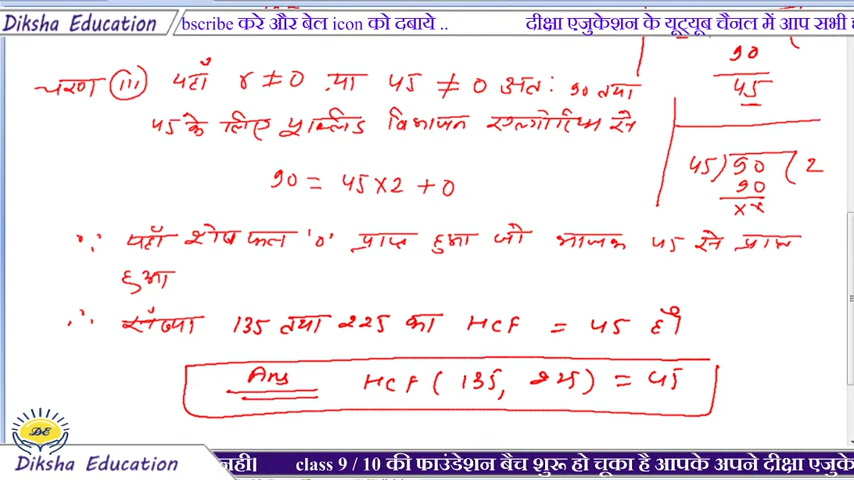 Diksha Education
bscribe करे और बेल icon को दबाये .. दीक्षा एजुकेशन के यूट्यूब चैनल में आप सभी
90
45
चरण (iii) यहाँ r ≠ 0 या 45 ≠ 0 अतः 90 तथा
45 के लिए यूक्लिड विभाजन एल्गोरिथ्म से
90 = 45 × 2 + 0
45) 90 ( 2
90
××
∵ यहाँ शेषफल '0' प्राप्त हुआ जो भाजक 45 से प्राप्त
हुआ
∴ संख्या 135 तथा 225 का HCF = 45 है।
Ans HCF ( 135, 225 ) = 45
DE
Diksha Education
नही। class 9 / 10 की फाउंडेशन बैच शुरू हो चूका है आपके अपने दीक्षा एजुके